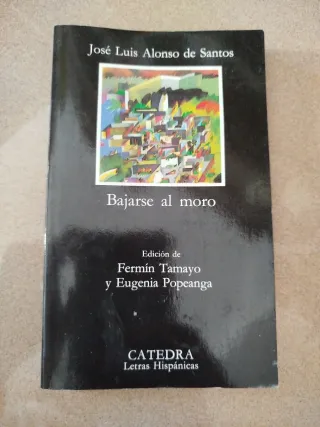 José Luis Alonso de Santos
Bajarse al moro
Edición de
Fermín Tamayo
y Eugenia Popeanga
CATEDRA
Letras Hispánicas